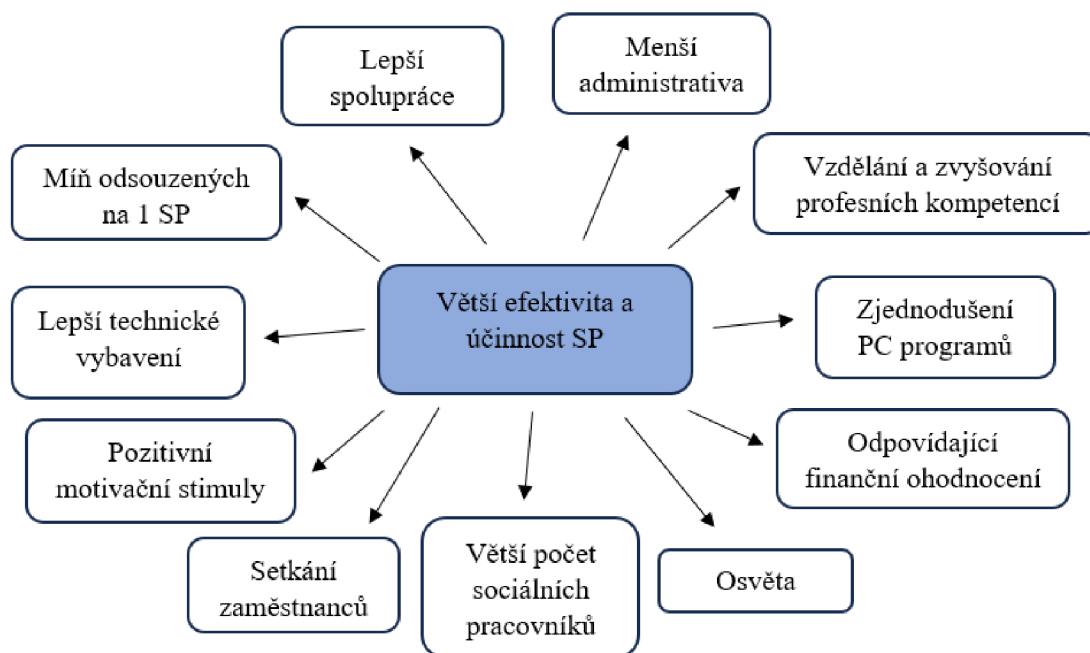 Lepší
spolupráce
Menší
administrativa
Míň odsouzených
na 1 SP
Vzdělání a zvyšování
profesních kompetencí
Větší efektivita a
účinnost SP
Lepší technické
vybavení
Zjednodušení
PC programů
Pozitivní
motivační stimuly
Odpovídající
finanční ohodnocení
Setkání
zaměstnanců
Větší počet
sociálních
pracovníků
Osvěta